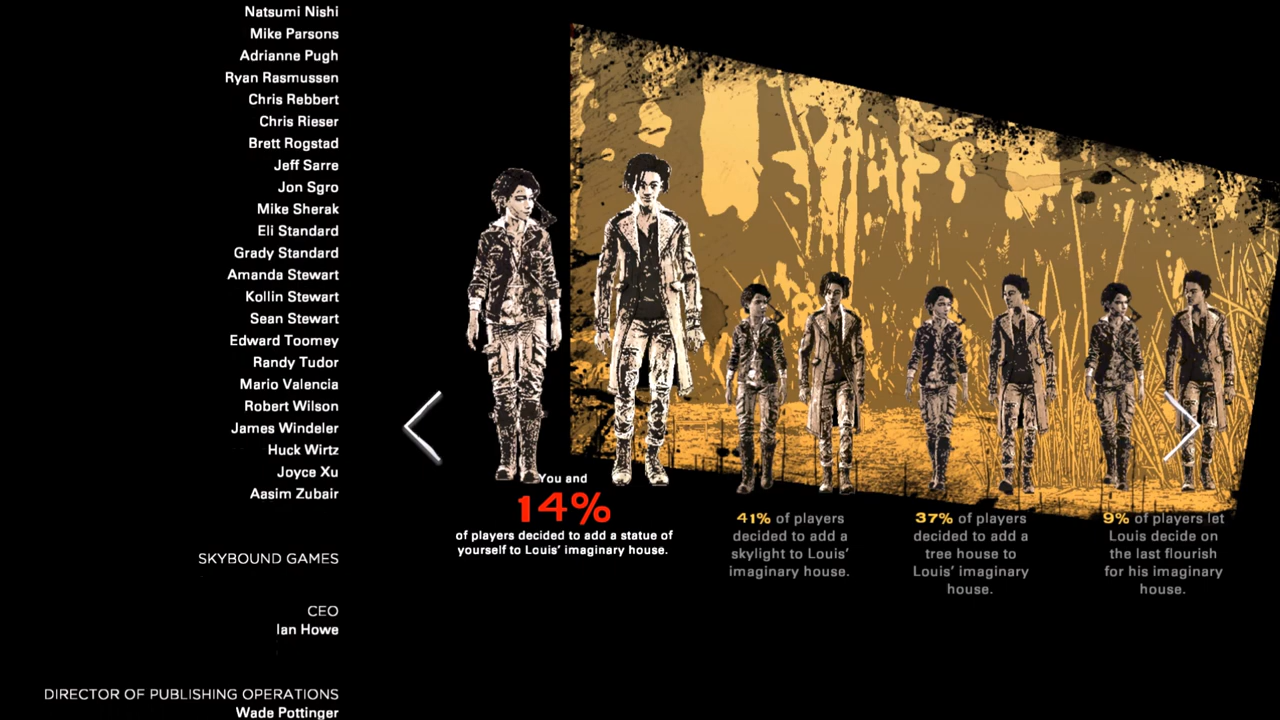 Natsumi Nishi
Mike Parsons
Adrianne Pugh
Ryan Rasmussen
Chris Rebbert
Chris Rieser
Brett Rogstad
Jeff Sarre
Jon Sgro
Mike Sherak
Eli Standard
Grady Standard
Amanda Stewart
Kollin Stewart
Sean Stewart
Edward Toomey
Randy Tudor
Mario Valencia
Robert Wilson
James Windeler
Huck Wirtz
Joyce Xu
Aasim Zubair
SKYBOUND GAMES
CEO
Ian Howe
DIRECTOR OF PUBLISHING OPERATIONS
Wade Pottinger
You and
14%
of players decided to add a statue of
yourself to Louis' imaginary house.
41% of players
decided to add a
skylight to Louis'
imaginary house.
37% of players
decided to add a
tree house to
Louis' imaginary
house.
9% of players let
Louis decide on
the last flourish
for his imaginary
house.